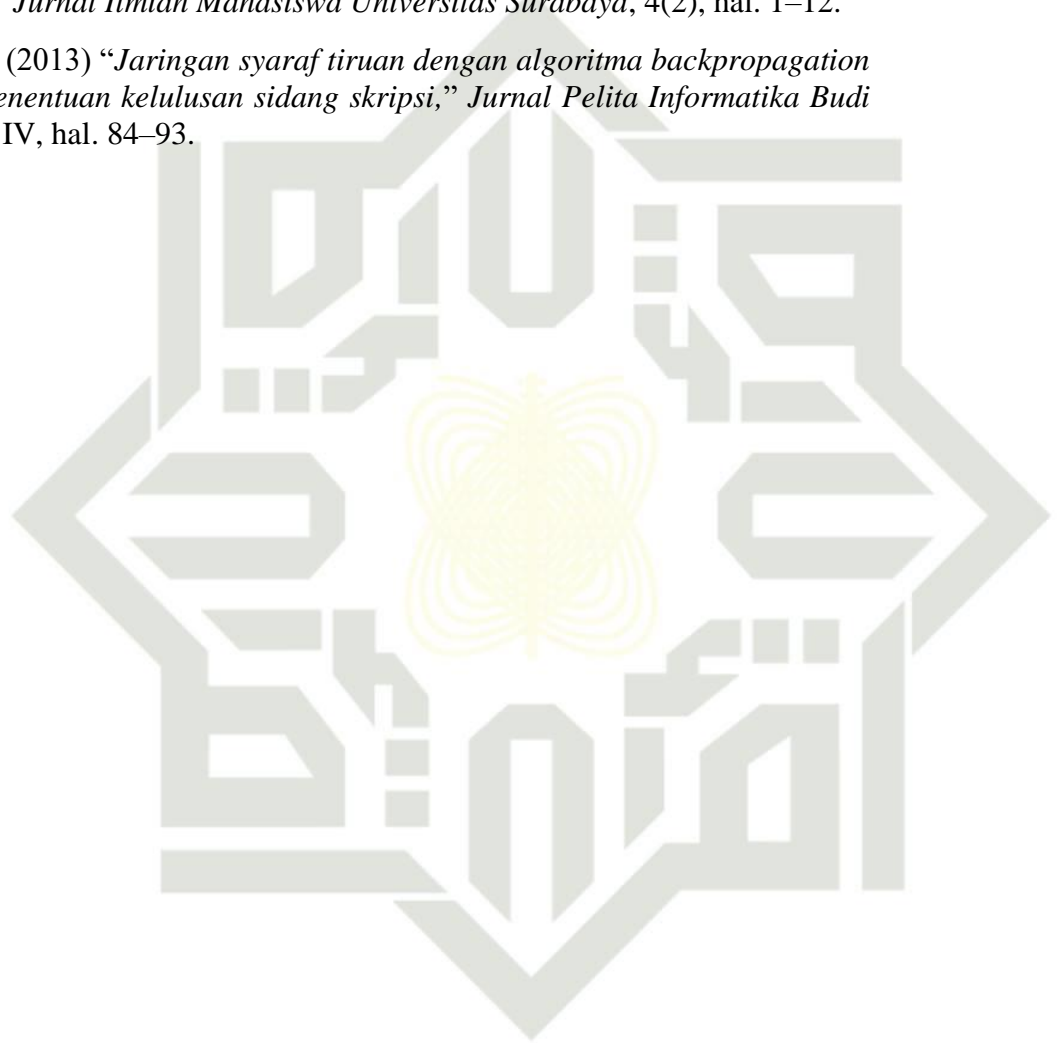 Jurnal Ilmiah Mahasiswa Universitas Surabaya, 4(2), hal. 1–12.
(2013) “Jaringan syaraf tiruan dengan algoritma backpropagation
enentuan kelulusan sidang skripsi,” Jurnal Pelita Informatika Budi
IV, hal. 84–93.